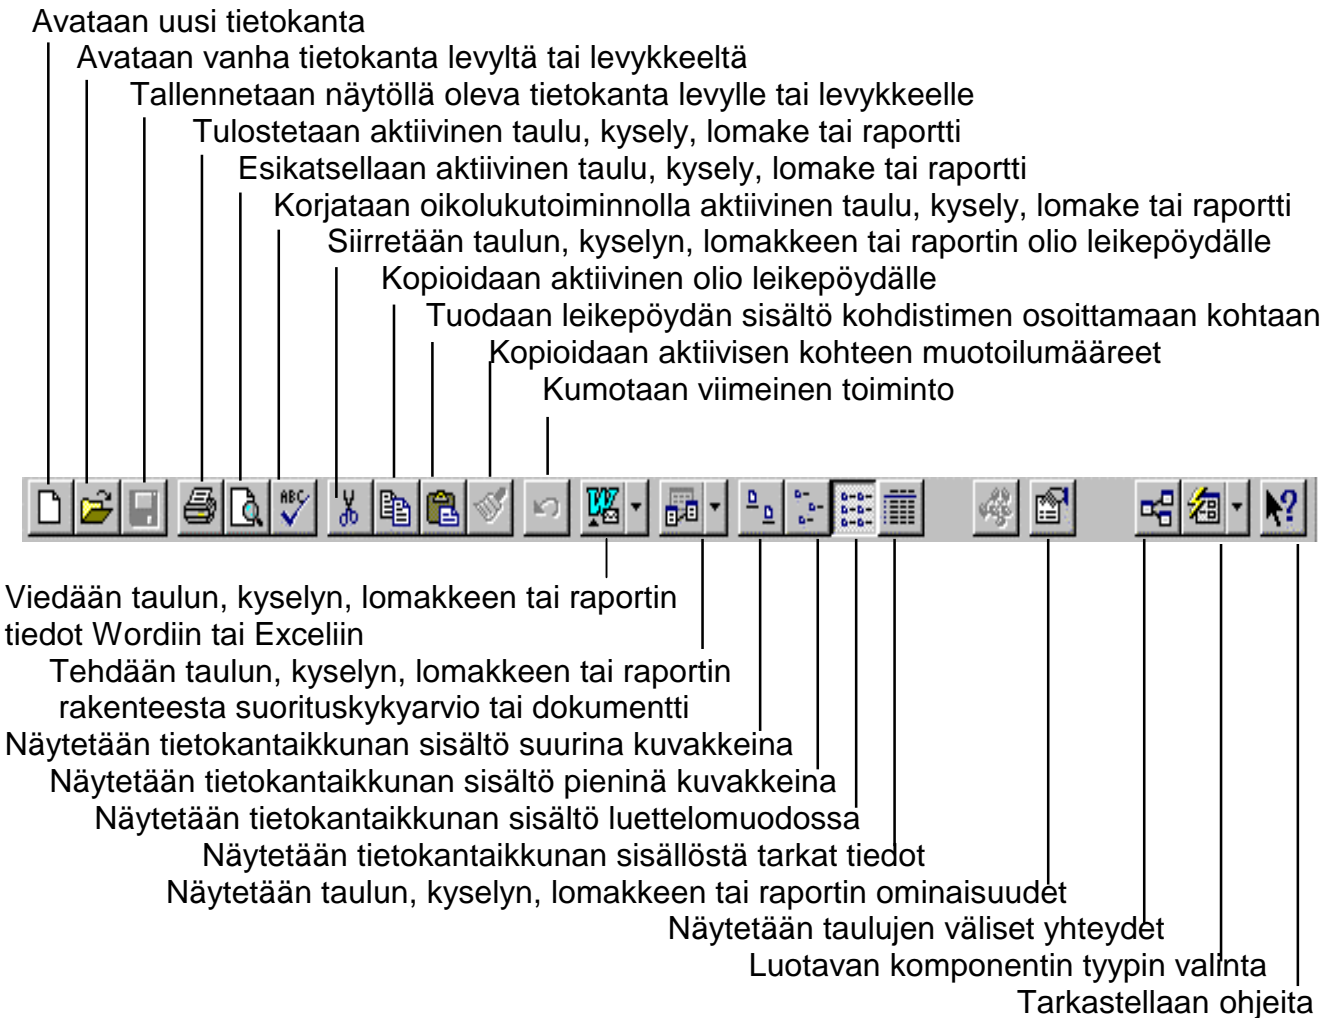 Avataan uusi tietokanta
Avataan vanha tietokanta levyltä tai levykkeeltä
Tallennetaan näytöllä oleva tietokanta levylle tai levykkeelle
Tulostetaan aktiivinen taulu, kysely, lomake tai raportti
Esikatsellaan aktiivinen taulu, kysely, lomake tai raportti
Korjataan oikolukutoiminnolla aktiivinen taulu, kysely, lomake tai raportti
Siirretään taulun, kyselyn, lomakkeen tai raportin olio leikepöydälle
Kopioidaan aktiivinen olio leikepöydälle
Tuodaan leikepöydän sisältö kohdistimen osoittamaan kohtaan
Kopioidaan aktiivisen kohteen muotoilumääreet
Kumotaan viimeinen toiminto
ABC W ?
Viedään taulun, kyselyn, lomakkeen tai raportin
tiedot Wordiin tai Exceliin
Tehdään taulun, kyselyn, lomakkeen tai raportin
rakenteesta suorituskykyarvio tai dokumentti
Näytetään tietokantaikkunan sisältö suurina kuvakkeina
Näytetään tietokantaikkunan sisältö pieninä kuvakkeina
Näytetään tietokantaikkunan sisältö luettelomuodossa
Näytetään tietokantaikkunan sisällöstä tarkat tiedot
Näytetään taulun, kyselyn, lomakkeen tai raportin ominaisuudet
Näytetään taulujen väliset yhteydet
Luotavan komponentin tyypin valinta
Tarkastellaan ohjeita